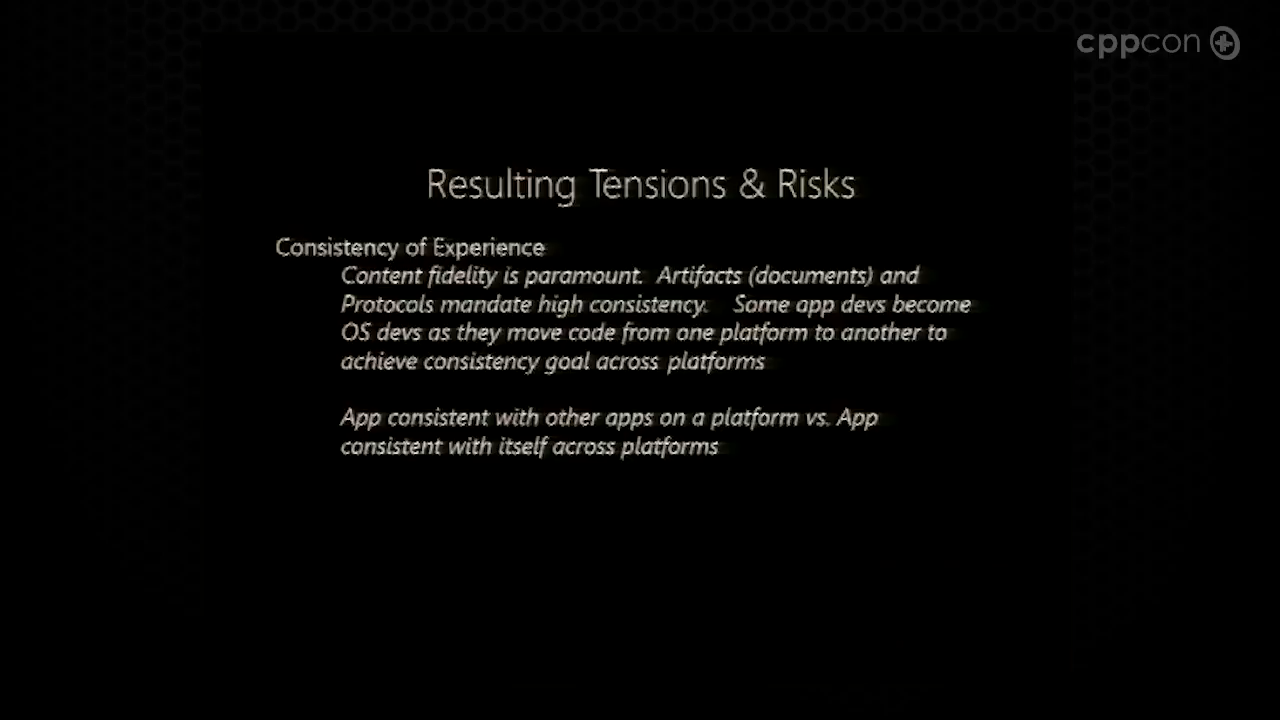 cppcon
Resulting Tensions & Risks
Consistency of Experience
Content fidelity is paramount.  Artifacts (documents) and
Protocols mandate high consistency.    Some app devs become
OS devs as they move code from one platform to another to
achieve consistency goal across platforms
App consistent with other apps on a platform vs. App
consistent with itself across platforms